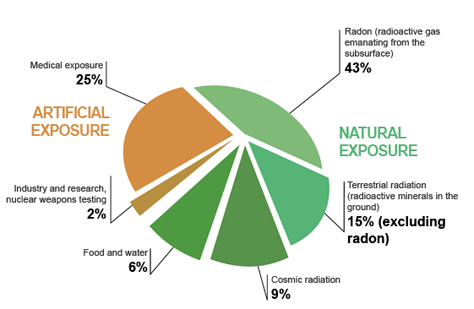 Radon (radioactive gas
emanating from the
subsurface)
43%
Medical exposure
25%
ARTIFICIAL
EXPOSURE
NATURAL
EXPOSURE
Terrestrial radiation
(radioactive minerals in the
ground)
15% (excluding
radon)
Industry and research,
nuclear weapons testing
2%
Food and water
6%
Cosmic radiation
9%